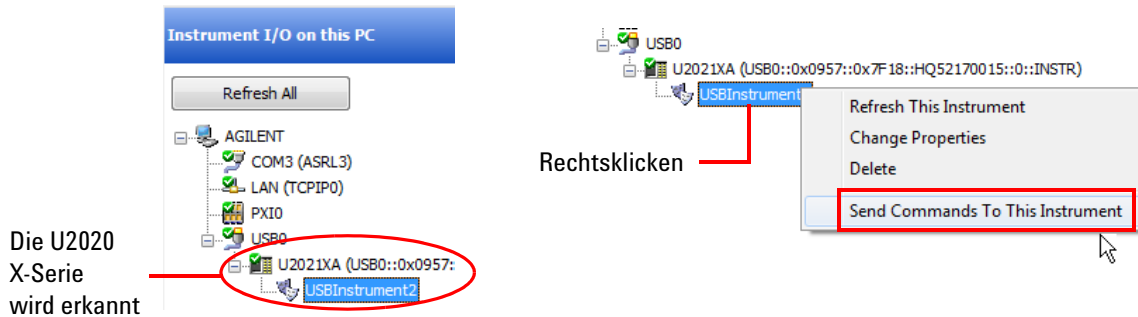 Instrument I/O on this PC
Refresh All
AGILENT
COM3 (ASRL3)
LAN (TCPIP0)
PXI0
USB0
U2021XA (USB0::0x0957:
USBInstrument2
Die U2020
X-Serie
wird erkannt
USB0
U2021XA (USB0::0x0957::0x7F18::HQ52170015::0::INSTR)
USBInstrument
Rechtsklicken
Refresh This Instrument
Change Properties
Delete
Send Commands To This Instrument